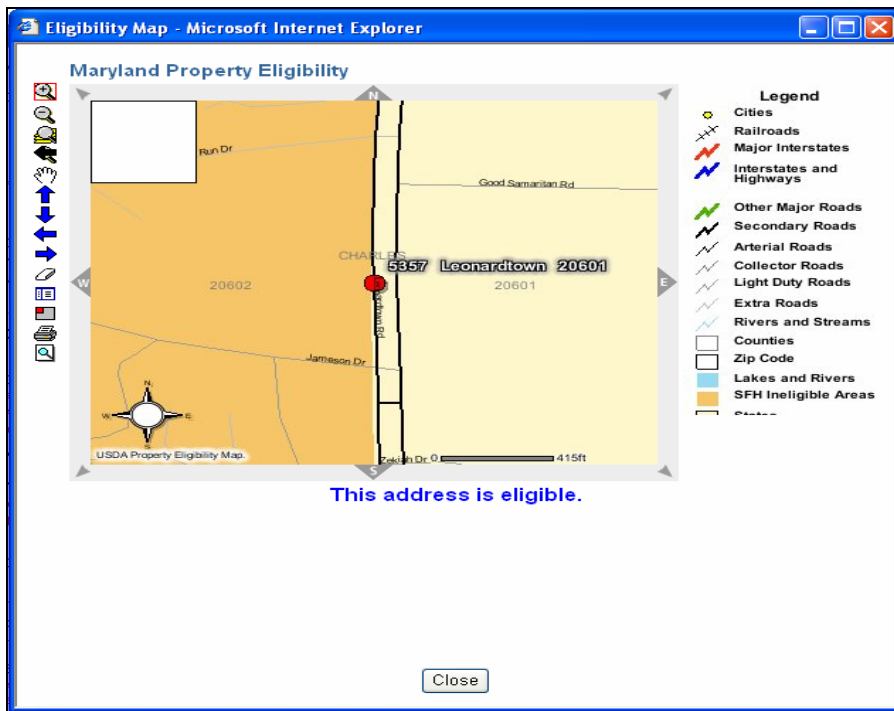 Eligibility Map - Microsoft Internet Explorer
Maryland Property Eligibility
N
Run Dr
Good Samaritan Rd
CHARLES
5357 Leonardtown 20601
W
20602
20601
E
Jameson Dr
N
W
E
S
USDA Property Eligibility Map.
Zekiah Dr
0
415ft
S
This address is eligible.
Legend
Cities
Railroads
Major Interstates
Interstates and
Highways
Other Major Roads
Secondary Roads
Arterial Roads
Collector Roads
Light Duty Roads
Extra Roads
Rivers and Streams
Counties
Zip Code
Lakes and Rivers
SFH Ineligible Areas
States
Close